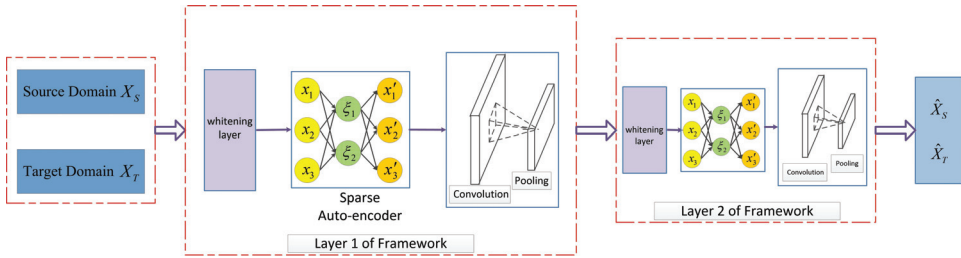 Source Domain X_S
Target Domain X_T
whitening
layer
x_1
x_2
x_3
ξ_1
ξ_2
x'_1
x'_2
x'_3
Sparse
Auto-encoder
Convolution
Pooling
Layer 1 of Framework
whitening
layer
x_1
x_2
x_3
ξ_1
ξ_2
x'_1
x'_2
x'_3
Convolution
Pooling
Layer 2 of Framework
X̂_S
X̂_T